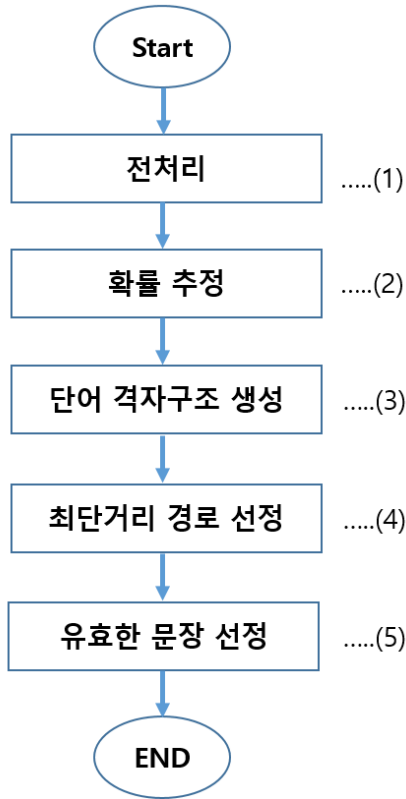 Start
전처리 .....(1)
확률 추정 .....(2)
단어 격자구조 생성 .....(3)
최단거리 경로 선정 .....(4)
유효한 문장 선정 .....(5)
END